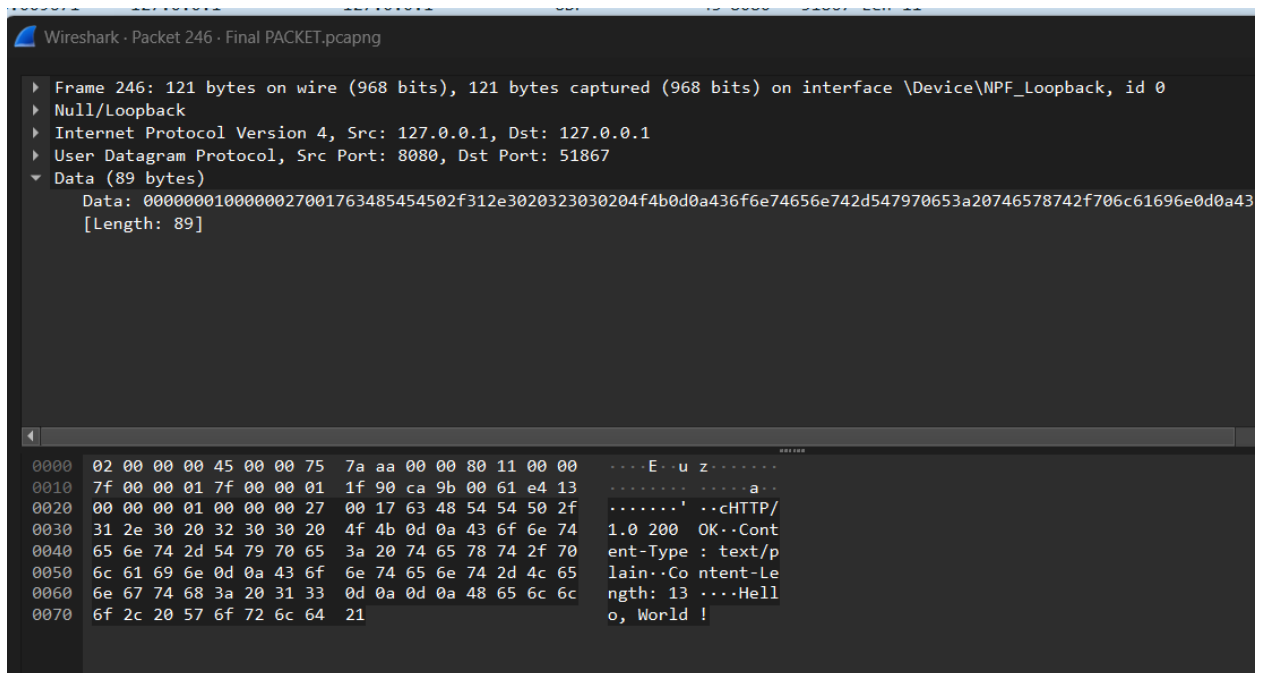 Wireshark · Packet 246 · Final PACKET.pcapng
Frame 246: 121 bytes on wire (968 bits), 121 bytes captured (968 bits) on interface \Device\NPF_Loopback, id 0
Null/Loopback
Internet Protocol Version 4, Src: 127.0.0.1, Dst: 127.0.0.1
User Datagram Protocol, Src Port: 8080, Dst Port: 51867
Data (89 bytes)
Data: 0000000100000027001763485454502f312e3020323030204f4b0d0a436f6e74656e742d547970653a20746578742f706c61696e0d0a43
[Length: 89]
0000 02 00 00 00 45 00 00 75 7a aa 00 00 80 11 00 00 ····E··u z·······
0010 7f 00 00 01 7f 00 00 01 1f 90 ca 9b 00 61 e4 13 ········ ·····a··
0020 00 00 00 01 00 00 00 27 00 17 63 48 54 54 50 2f ·······' ··cHTTP/
0030 31 2e 30 20 32 30 30 20 4f 4b 0d 0a 43 6f 6e 74 1.0 200 OK··Cont
0040 65 6e 74 2d 54 79 70 65 3a 20 74 65 78 74 2f 70 ent-Type : text/p
0050 6c 61 69 6e 0d 0a 43 6f 6e 74 65 6e 74 2d 4c 65 lain··Co ntent-Le
0060 6e 67 74 68 3a 20 31 33 0d 0a 0d 0a 48 65 6c 6c ngth: 13 ····Hell
0070 6f 2c 20 57 6f 72 6c 64 21 o, World !